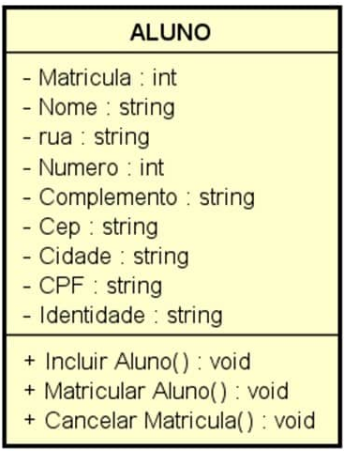 ALUNO
- Matricula : int
- Nome : string
- rua : string
- Numero : int
- Complemento : string
- Cep : string
- Cidade : string
- CPF : string
- Identidade : string
+ Incluir Aluno() : void
+ Matricular Aluno() : void
+ Cancelar Matricula() : void